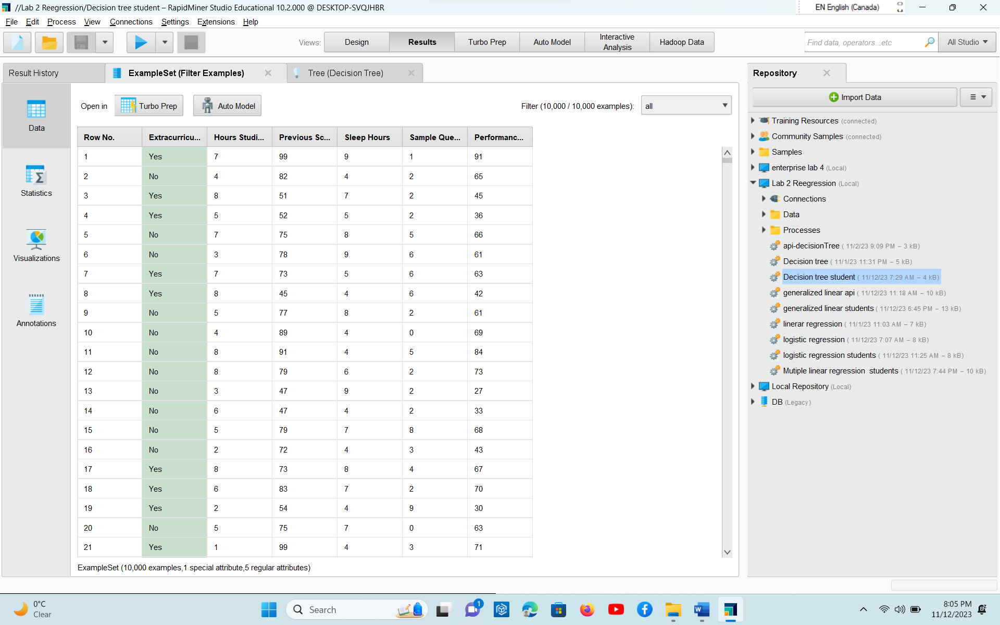 //Lab 2 Reegression/Decision tree student – RapidMiner Studio Educational 10.2.000 @ DESKTOP-SVQJHBR
EN English (Canada)
File Edit Process View Connections Settings Extensions Help
Views: Design Results Turbo Prep Auto Model Interactive Analysis Hadoop Data
Find data, operators...etc All Studio
Result History ExampleSet (Filter Examples) Tree (Decision Tree)
Repository
Data
Statistics
Visualizations
Annotations
Open in Turbo Prep Auto Model Filter (10,000 / 10,000 examples): all
Row No. Extracurricu... Hours Studi... Previous Sc... Sleep Hours Sample Que... Performanc...
1 Yes 7 99 9 1 91
2 No 4 82 4 2 65
3 Yes 8 51 7 2 45
4 Yes 5 52 5 2 36
5 No 7 75 8 5 66
6 No 3 78 9 6 61
7 Yes 7 73 5 6 63
8 Yes 8 45 4 6 42
9 No 5 77 8 2 61
10 No 4 89 4 0 69
11 No 8 91 4 5 84
12 No 8 79 6 2 73
13 No 3 47 9 2 27
14 No 6 47 4 2 33
15 No 5 79 7 8 68
16 No 2 72 4 3 43
17 Yes 8 73 8 4 67
18 Yes 6 83 7 2 70
19 Yes 2 54 4 9 30
20 No 5 75 7 0 63
21 Yes 1 99 4 3 71
ExampleSet (10,000 examples,1 special attribute,5 regular attributes)
Import Data
Training Resources (connected)
Community Samples (connected)
Samples
enterprise lab 4 (Local)
Lab 2 Reegression (Local)
Connections
Data
Processes
api-decisionTree ( 11/2/23 9:09 PM – 3 kB)
Decision tree ( 11/1/23 11:31 PM – 5 kB)
Decision tree student ( 11/12/23 7:29 AM – 4 kB)
generalized linear api ( 11/12/23 11:18 AM – 10 kB)
generalized linear students ( 11/12/23 6:45 PM – 13 kB)
linerar regression ( 11/1/23 11:03 AM – 7 kB)
logistic regression ( 11/12/23 7:07 AM – 8 kB)
logistic regression students ( 11/12/23 11:25 AM – 8 kB)
Mutiple linear regression  students ( 11/12/23 7:44 PM – 10 kB)
Local Repository (Local)
DB (Legacy)
0°C
Clear
Search
1
8:05 PM
11/12/2023